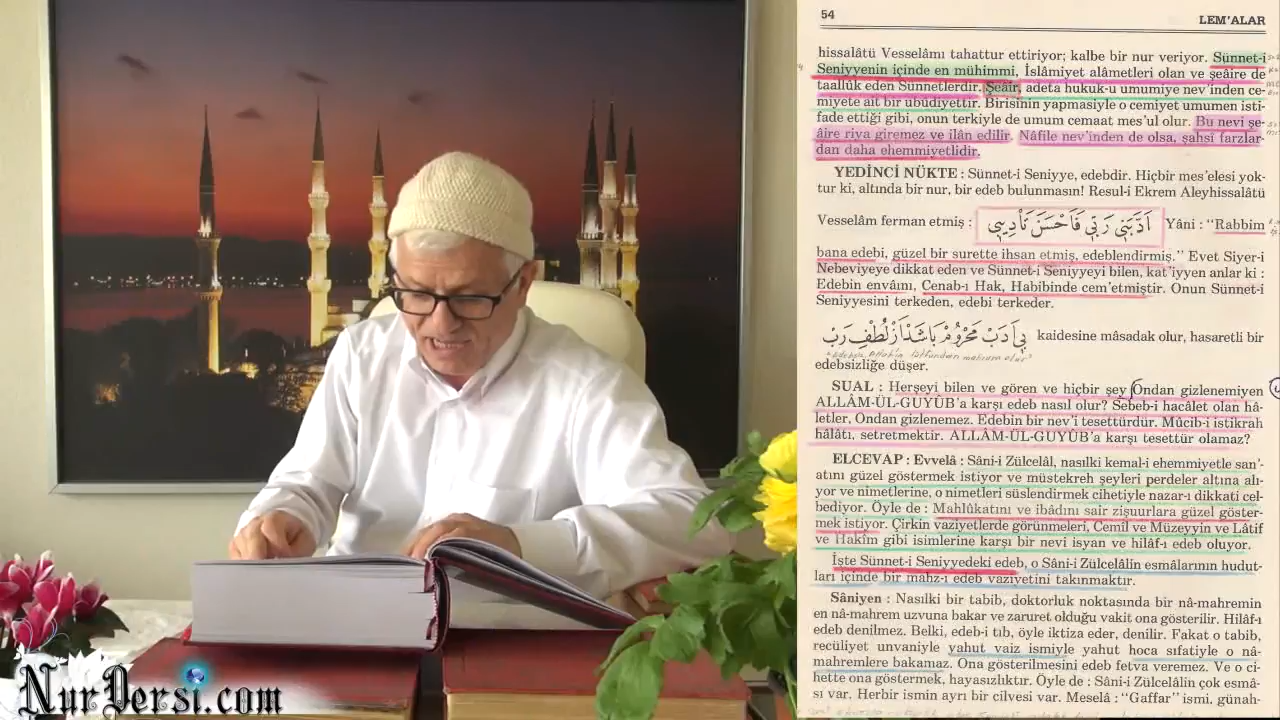 54
LEM'ALAR
hissalâtü Vesselâmı tahattur ettiriyor; kalbe bir nur veriyor. Sünnet-i
Seniyyenin içinde en mühimmi, İslâmiyet alâmetleri olan ve şeâire de
taallûk eden Sünnetlerdir. Şeâir, adeta hukuk-u umumiye nev'inden ce-
miyete ait bir ubûdiyettir. Birisinin yapmasiyle o cemiyet umumen isti-
fade ettiği gibi, onun terkiyle de umum cemaat mes'ul olur. Bu nevi şe-
âire riya giremez ve ilân edilir. Nâfile nev'inden de olsa, şahsî farzlar-
dan daha ehemmiyetlidir.
YEDİNCİ NÜKTE : Sünnet-i Seniyye, edebdir. Hiçbir mes'elesi yok-
tur ki, altında bir nur, bir edeb bulunmasın! Resul-i Ekrem Aleyhissalâtü
Vesselâm ferman etmiş : اَدَّبَنِى رَبِّى فَاَحْسَنَ تَاْدِيبِى Yâni : "Rabbim
bana edebi, güzel bir surette ihsan etmiş, edeblendirmiş." Evet Siyer-i
Nebeviyeye dikkat eden ve Sünnet-i Seniyyeyi bilen, kat'iyyen anlar ki :
Edebin envâını, Cenab-ı Hak, Habibinde cem'etmiştir. Onun Sünnet-i
Seniyyesini terkeden, edebi terkeder.
بِى اَدَبْ مَحْرُومْ بَاشَدْ اَزْ لُطْفِ رَبْ kaidesine mâsadak olur, hasaretli bir
edebsiz Allah'ın lütfundan mahrum olur
edebsizliğe düşer.
SUAL : Herşeyi bilen ve gören ve hiçbir şey Ondan gizlenemiyen
ALLÂM-ÜL-GUYÛB'a karşı edeb nasıl olur? Sebeb-i hacâlet olan hâ-
letler, Ondan gizlenemez. Edebin bir nev'i tesettürdür. Mûcib-i istikrah
hâlâtı, setretmektir. ALLÂM-ÜL-GUYÛB'a karşı tesettür olamaz?
ELCEVAP : Evvelâ : Sâni-i Zülcelâl, nasılki kemal-i ehemmiyetle san'-
atını güzel göstermek istiyor ve müstekreh şeyleri perdeler altına alı-
yor ve nimetlerine, o nimetleri süslendirmek cihetiyle nazar-ı dikkati cel-
bediyor. Öyle de : Mahlûkatını ve ibâdını sair zişuurlara güzel göster-
mek istiyor. Çirkin vaziyetlerde görünmeleri, Cemîl ve Müzeyyin ve Lâtif
ve Hakîm gibi isimlerine karşı bir nevi isyan ve hilâf-ı edeb oluyor.
İşte Sünnet-i Seniyyedeki edeb, o Sâni-i Zülcelâlin esmâlarının hudut-
ları içinde bir mahz-ı edeb vaziyetini takınmaktır.
Sâniyen : Nasılki bir tabib, doktorluk noktasında bir nâ-mahremin
en nâ-mahrem uzvuna bakar ve zaruret olduğu vakit ona gösterilir. Hilâf-ı
edeb denilmez. Belki, edeb-i tıb, öyle iktiza eder, denilir. Fakat o tabib,
recüliyet unvaniyle yahut vaiz ismiyle yahut hoca sıfatiyle o nâ-
mahremlere bakamaz. Ona gösterilmesini edeb fetva veremez. Ve o ci-
hette ona göstermek, hayasızlıktır. Öyle de : Sâni-i Zülcelâlin çok esmâ-
sı var. Herbir ismin ayrı bir cilvesi var. Meselâ : "Gaffar" ismi, günah-
NurDersi.com